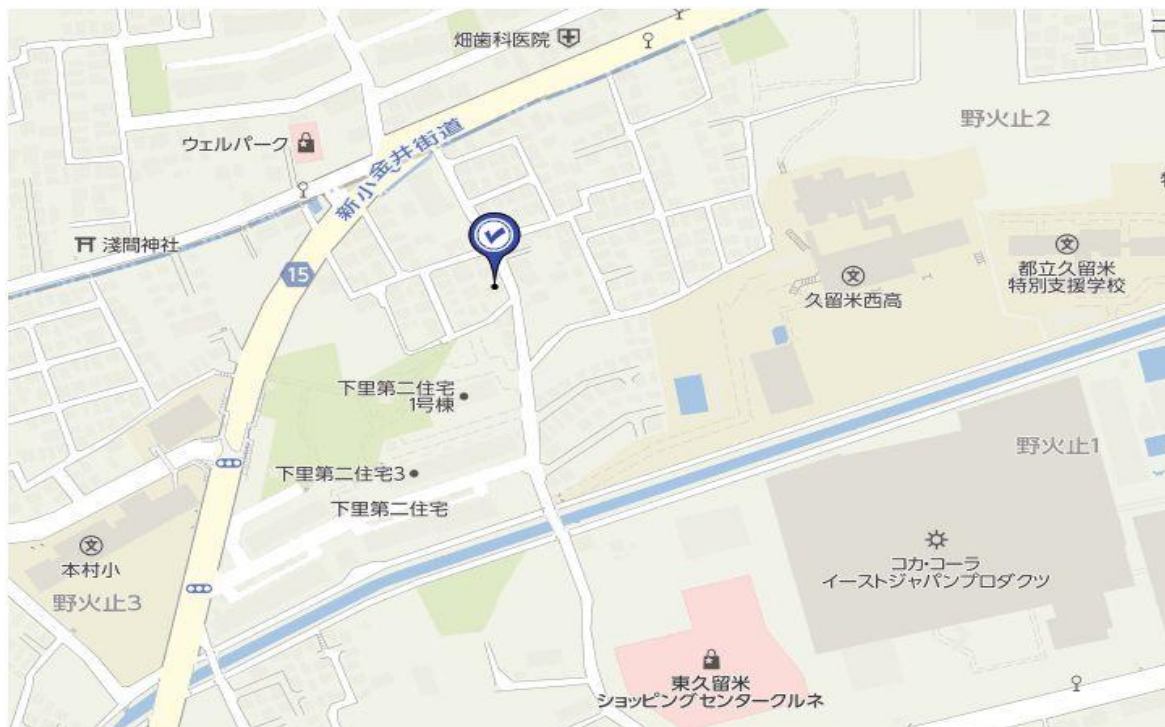 畑歯科医院
野火止2
ウェルパーク
新小金井街道
淺間神社
15
久留米西高
都立久留米
特別支援学校
下里第二住宅
1号棟
野火止1
下里第二住宅3
下里第二住宅
本村小
野火止3
コカ・コーラ
イーストジャパンプロダクツ
東久留米
ショッピングセンタークルネ